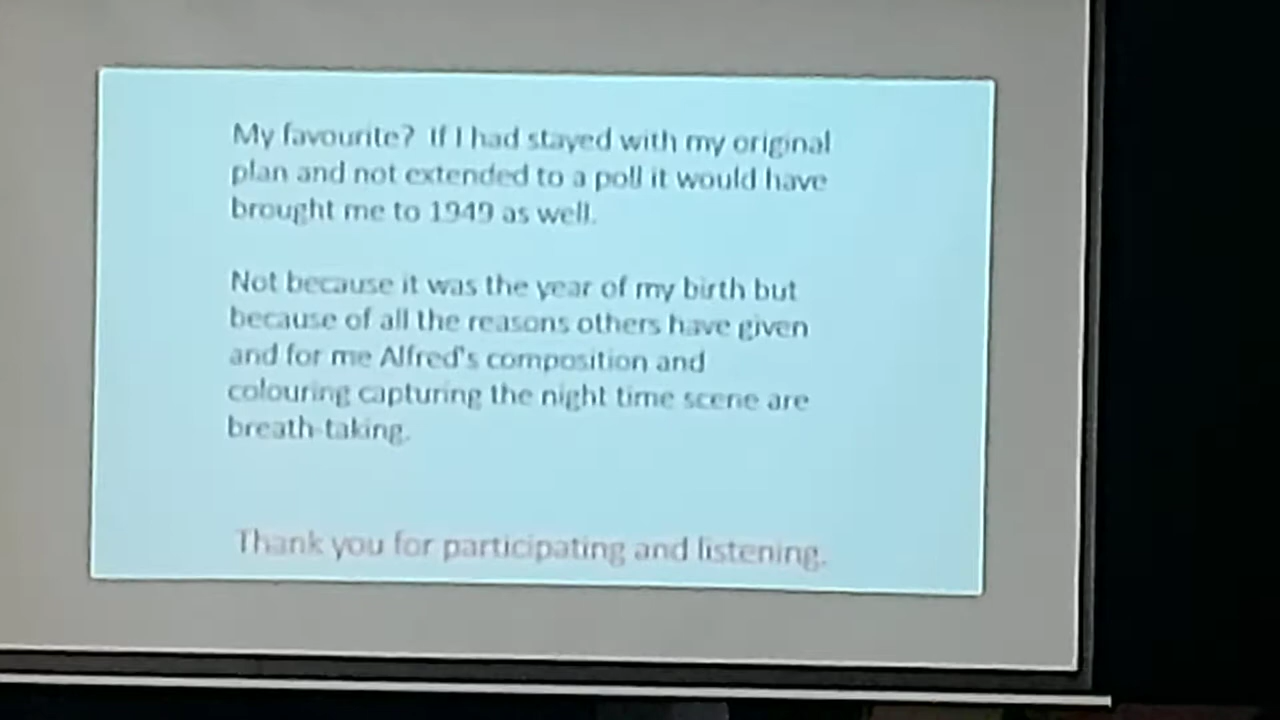 My favourite? If I had stayed with my original
plan and not extended to a poll it would have
brought me to 1949 as well.
Not because it was the year of my birth but
because of all the reasons others have given
and for me Alfred's composition and
colouring capturing the night time scene are
breath-taking.
Thank you for participating and listening.